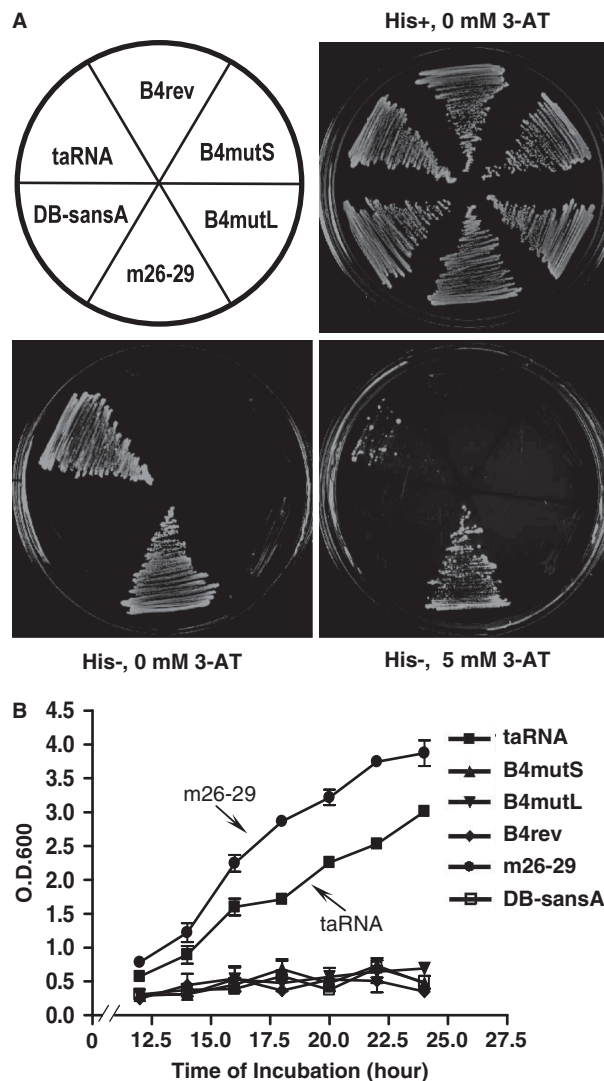 A
His+, 0 mM 3-AT
B4rev
taRNA
B4mutS
DB-sansA
B4mutL
m26-29
His-, 0 mM 3-AT
His-, 5 mM 3-AT
B
4.5
4.0
3.5
3.0
2.5
2.0
1.5
1.0
0.5
0.0
O.D.600
m26-29
taRNA
taRNA
B4mutS
B4mutL
B4rev
m26-29
DB-sansA
0
12.5
15.0
17.5
20.0
22.5
25.0
27.5
Time of Incubation (hour)